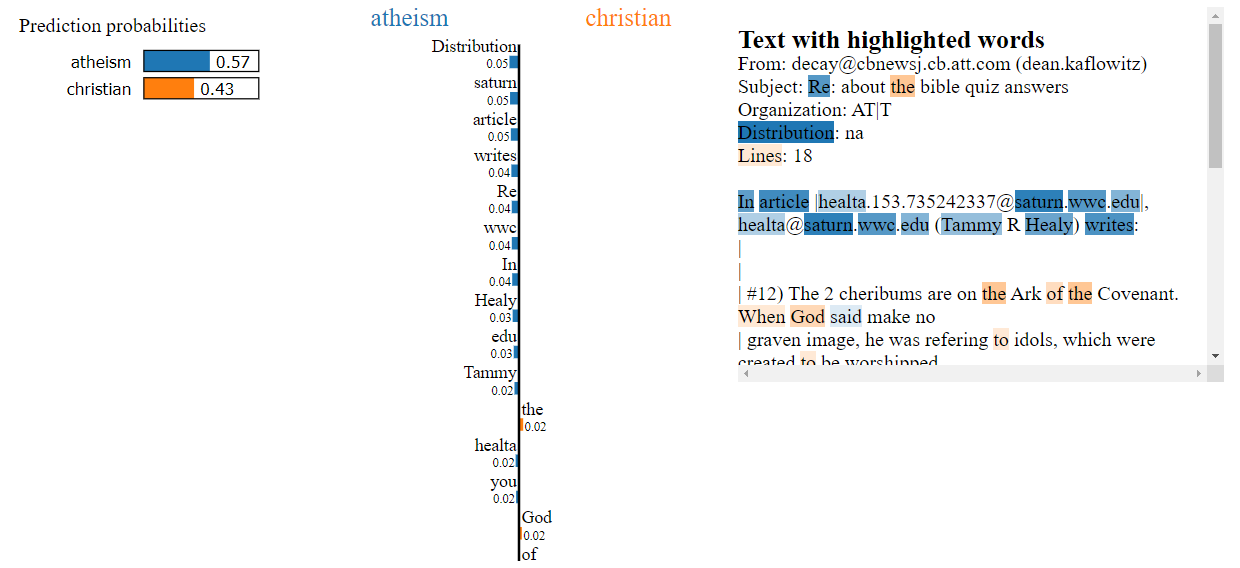 Prediction probabilities
atheism 0.57
christian 0.43
atheism christian
Distribution
0.05
saturn
0.05
article
0.05
writes
0.04
Re
0.04
wwc
0.04
In
0.04
Healy
0.03
edu
0.03
Tammy
0.02
the
0.02
healta
0.02
you
0.02
God
0.02
of
Text with highlighted words
From: decay@cbnewsj.cb.att.com (dean.kaflowitz)
Subject: Re: about the bible quiz answers
Organization: AT|T
Distribution: na
Lines: 18
In article |healta.153.735242337@saturn.wwc.edu|,
healta@saturn.wwc.edu (Tammy R Healy) writes:
|
|
| #12) The 2 cheribums are on the Ark of the Covenant.
When God said make no
| graven image, he was refering to idols, which were
created to be worshipped